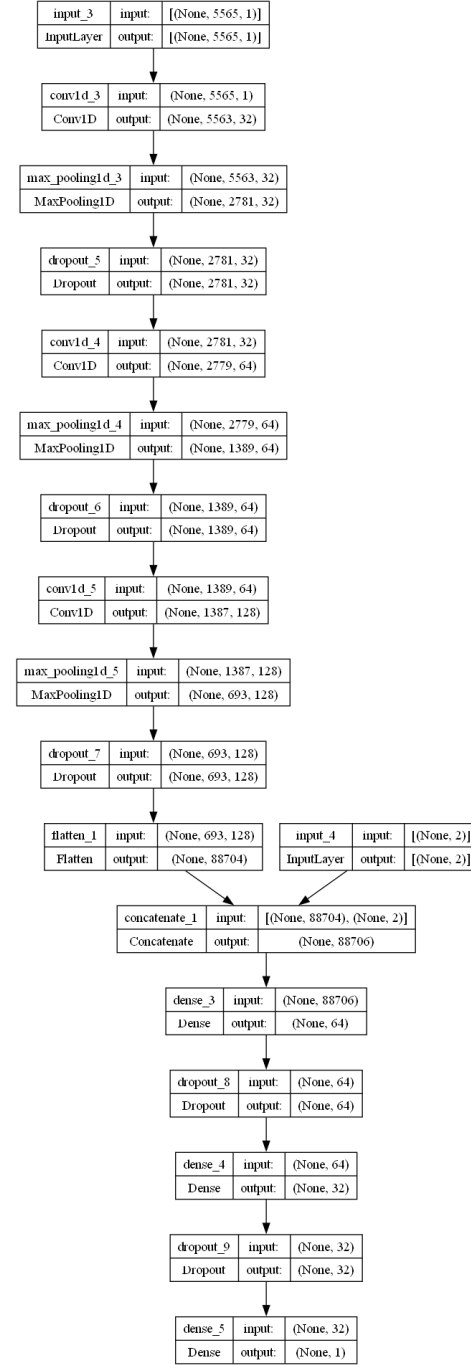 input_3 input: [(None, 5565, 1)]
InputLayer output: [(None, 5565, 1)]
conv1d_3 input: (None, 5565, 1)
Conv1D output: (None, 5563, 32)
max_pooling1d_3 input: (None, 5563, 32)
MaxPooling1D output: (None, 2781, 32)
dropout_5 input: (None, 2781, 32)
Dropout output: (None, 2781, 32)
conv1d_4 input: (None, 2781, 32)
Conv1D output: (None, 2779, 64)
max_pooling1d_4 input: (None, 2779, 64)
MaxPooling1D output: (None, 1389, 64)
dropout_6 input: (None, 1389, 64)
Dropout output: (None, 1389, 64)
conv1d_5 input: (None, 1389, 64)
Conv1D output: (None, 1387, 128)
max_pooling1d_5 input: (None, 1387, 128)
MaxPooling1D output: (None, 693, 128)
dropout_7 input: (None, 693, 128)
Dropout output: (None, 693, 128)
flatten_1 input: (None, 693, 128)
Flatten output: (None, 88704)
input_4 input: [(None, 2)]
InputLayer output: [(None, 2)]
concatenate_1 input: [(None, 88704), (None, 2)]
Concatenate output: (None, 88706)
dense_3 input: (None, 88706)
Dense output: (None, 64)
dropout_8 input: (None, 64)
Dropout output: (None, 64)
dense_4 input: (None, 64)
Dense output: (None, 32)
dropout_9 input: (None, 32)
Dropout output: (None, 32)
dense_5 input: (None, 32)
Dense output: (None, 1)